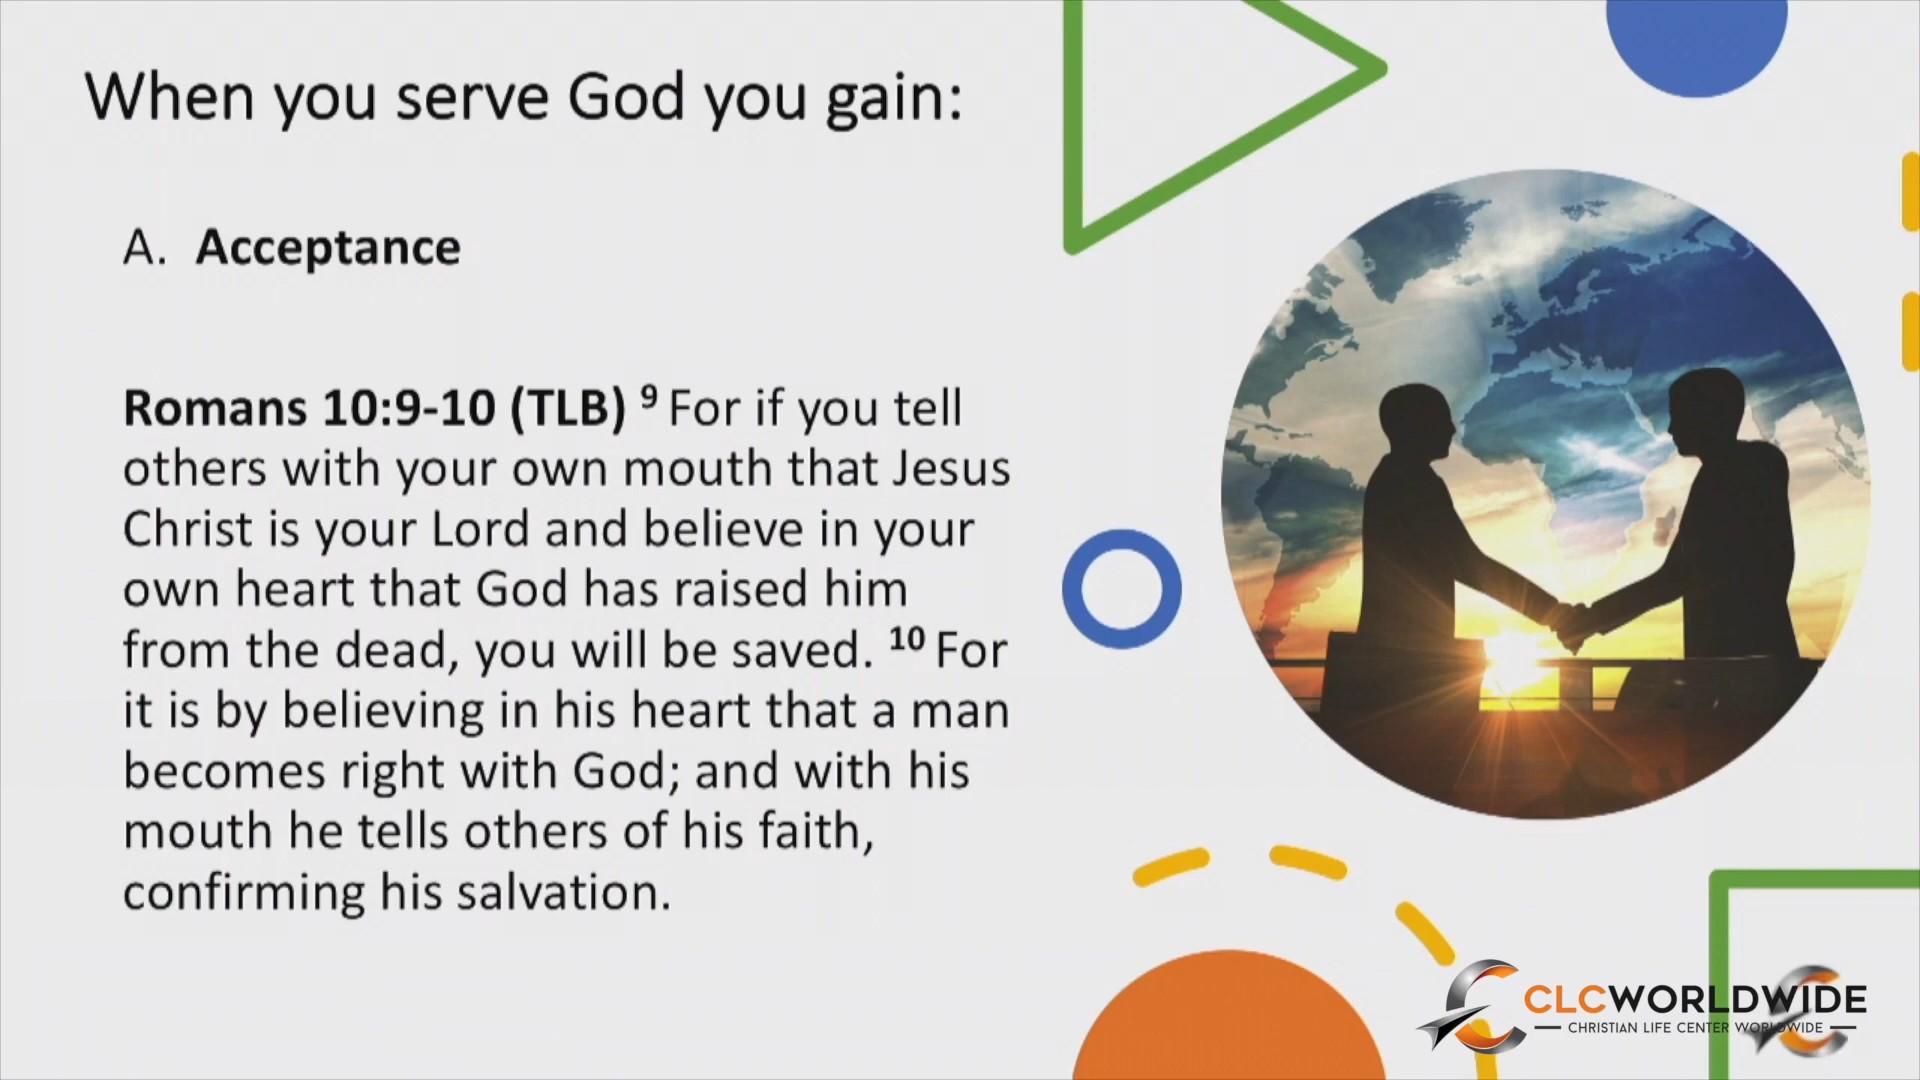 When you serve God you gain:
A. Acceptance
Romans 10:9-10 (TLB) 9 For if you tell
others with your own mouth that Jesus
Christ is your Lord and believe in your
own heart that God has raised him
from the dead, you will be saved. 10 For
it is by believing in his heart that a man
becomes right with God; and with his
mouth he tells others of his faith,
confirming his salvation.
CLCWORLDWIDE
CHRISTIAN LIFE CENTER WORLDWIDE